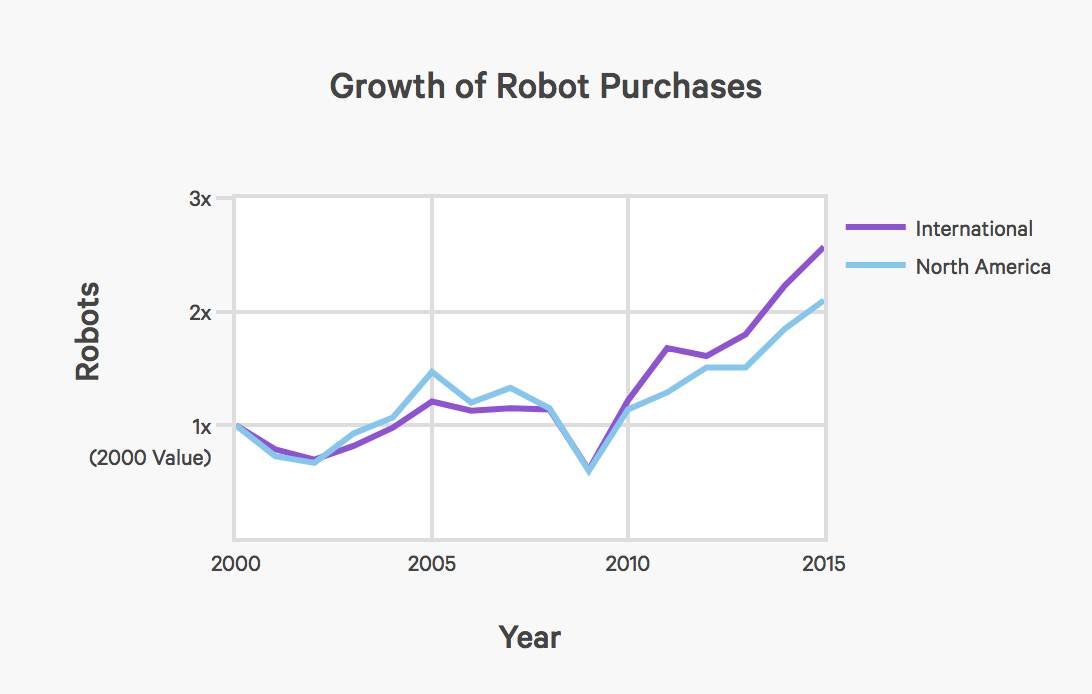 Growth of Robot Purchases
3x
International
North America
2x
Robots
1x
(2000 Value)
2000 2005 2010 2015
Year